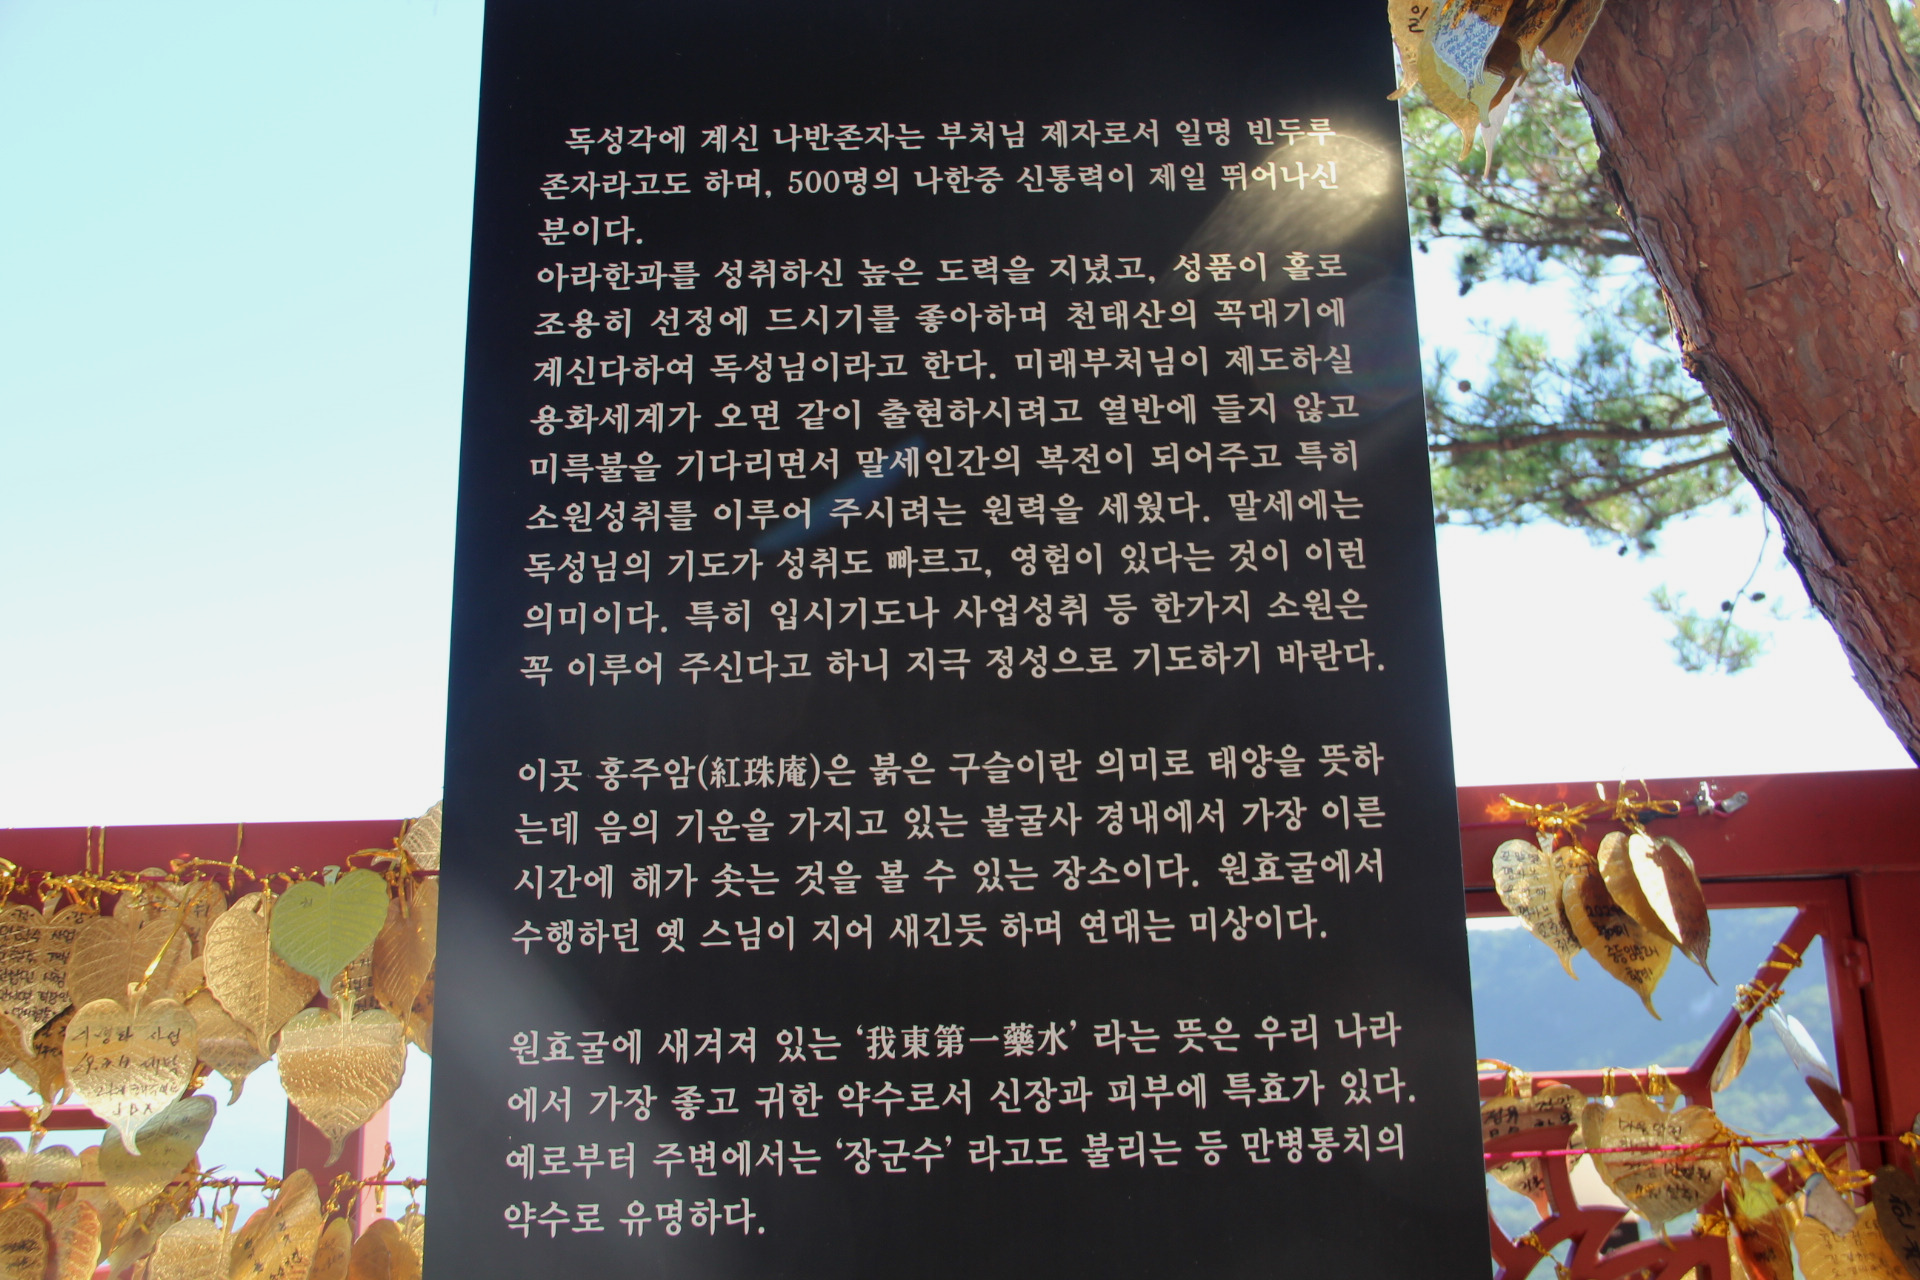 독성각에 계신 나반존자는 부처님 제자로서 일명 빈두루
존자라고도 하며, 500명의 나한중 신통력이 제일 뛰어나신
분이다.
아라한과를 성취하신 높은 도력을 지녔고, 성품이 홀로
조용히 선정에 드시기를 좋아하며 천태산의 꼭대기에
계신다하여 독성님이라고 한다. 미래부처님이 제도하실
용화세계가 오면 같이 출현하시려고 열반에 들지 않고
미륵불을 기다리면서 말세인간의 복전이 되어주고 특히
소원성취를 이루어 주시려는 원력을 세웠다. 말세에는
독성님의 기도가 성취도 빠르고, 영험이 있다는 것이 이런
의미이다. 특히 입시기도나 사업성취 등 한가지 소원은
꼭 이루어 주신다고 하니 지극 정성으로 기도하기 바란다.
이곳 홍주암(紅珠庵)은 붉은 구슬이란 의미로 태양을 뜻하
는데 음의 기운을 가지고 있는 불굴사 경내에서 가장 이른
시간에 해가 솟는 것을 볼 수 있는 장소이다. 원효굴에서
수행하던 옛 스님이 지어 새긴듯 하며 연대는 미상이다.
원효굴에 새겨져 있는 ‘我東第一藥水’ 라는 뜻은 우리 나라
에서 가장 좋고 귀한 약수로서 신장과 피부에 특효가 있다.
예로부터 주변에서는 ‘장군수’ 라고도 불리는 등 만병통치의
약수로 유명하다.